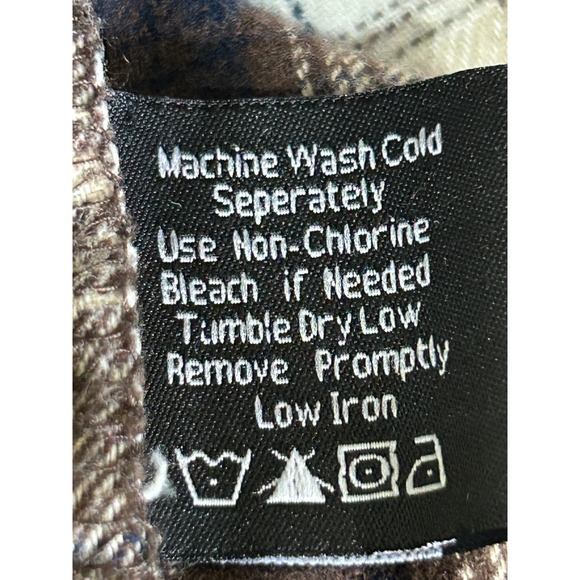 Machine Wash Cold
Seperately
Use Non-Chlorine
Bleach if Needed
Tumble Dry Low
Remove Promptly
Low Iron